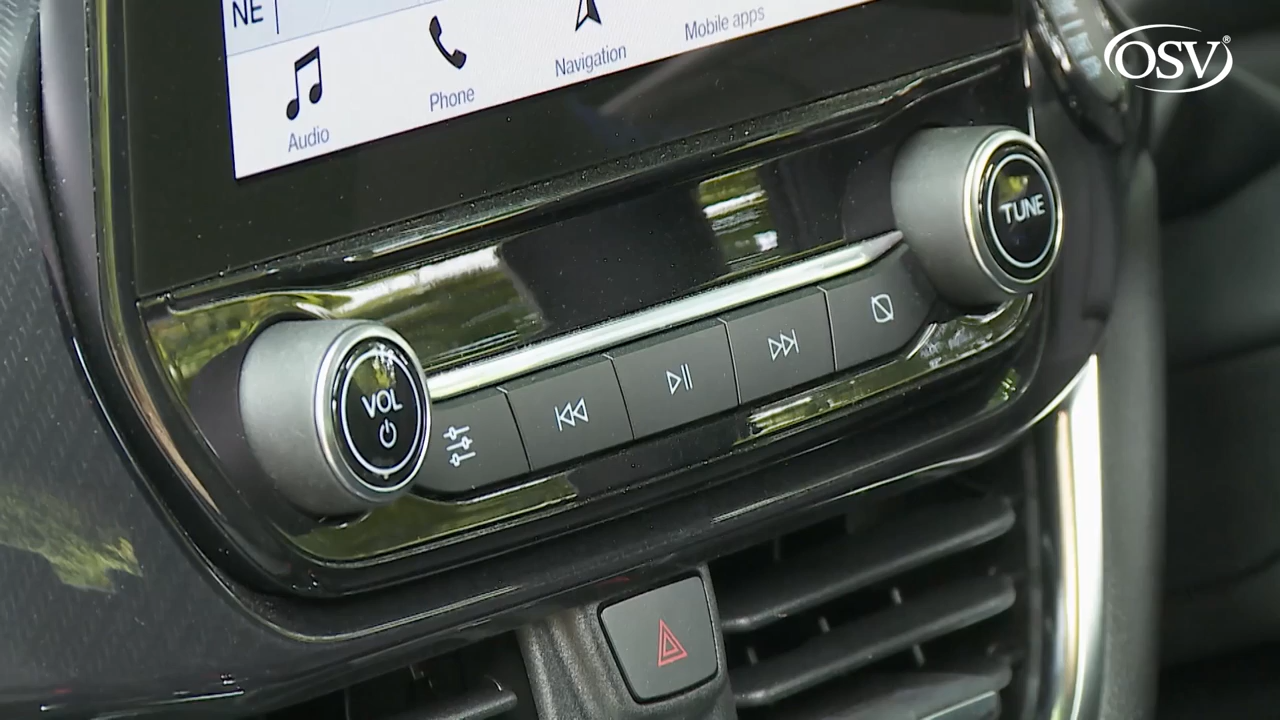 NE
Audio
Phone
Navigation
Mobile apps
OSV®
TUNE
VOL